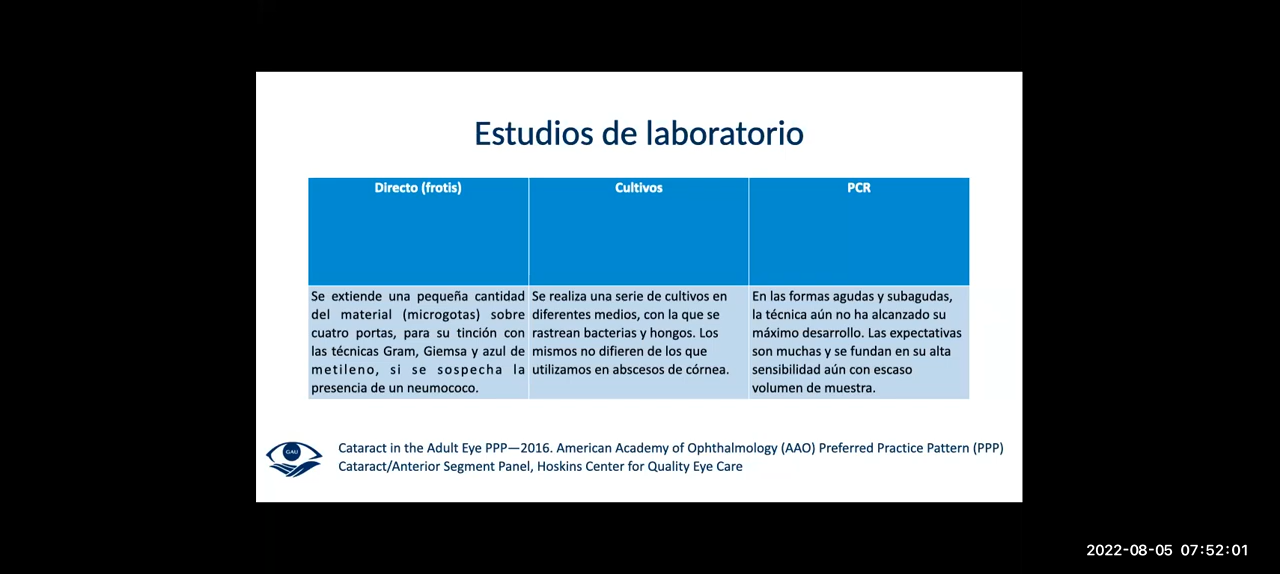 Estudios de laboratorio
Directo (frotis)
Cultivos
PCR
Se extiende una pequeña cantidad
del material (microgotas) sobre
cuatro portas, para su tinción con
las técnicas Gram, Giemsa y azul de
metileno, si se sospecha la
presencia de un neumococo.
Se realiza una serie de cultivos en
diferentes medios, con la que se
rastrean bacterias y hongos. Los
mismos no difieren de los que
utilizamos en abscesos de córnea.
En las formas agudas y subagudas,
la técnica aún no ha alcanzado su
máximo desarrollo. Las expectativas
son muchas y se fundan en su alta
sensibilidad aún con escaso
volumen de muestra.
GAU
Cataract in the Adult Eye PPP—2016. American Academy of Ophthalmology (AAO) Preferred Practice Pattern (PPP)
Cataract/Anterior Segment Panel, Hoskins Center for Quality Eye Care
2022-08-05 07:52:01